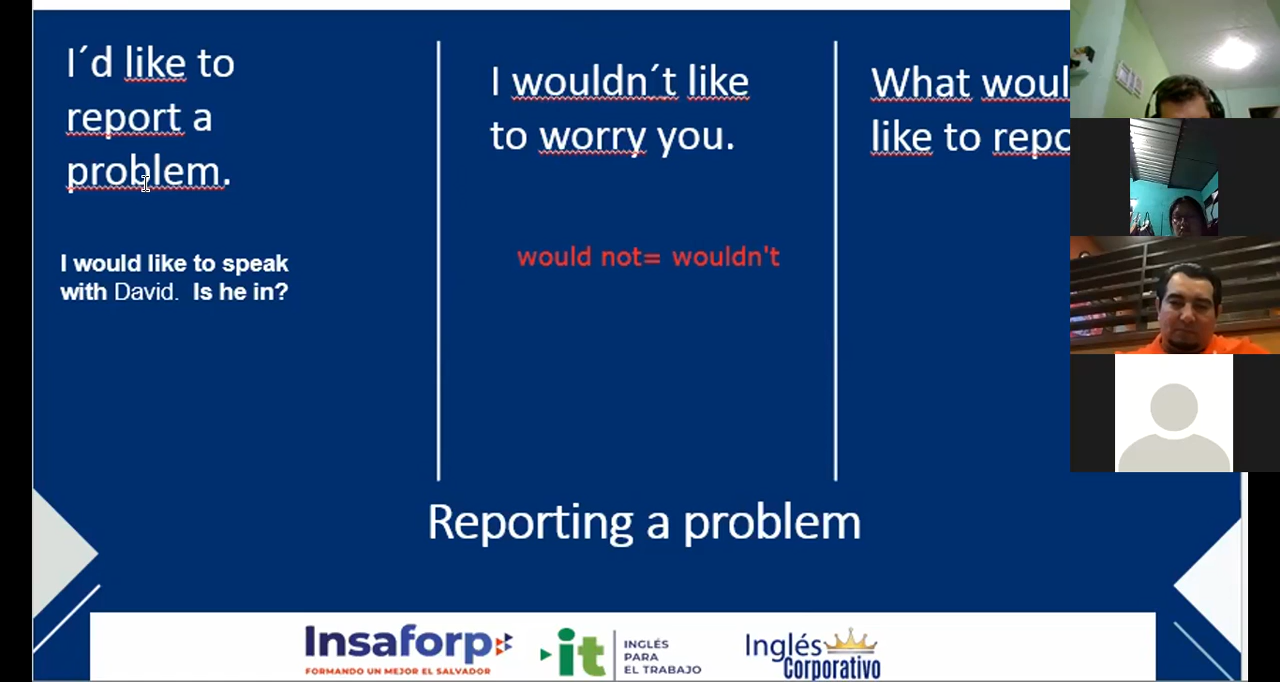 I´d like to
report a
problem.
I would like to speak
with David. Is he in?
I wouldn´t like
to worry you.
would not= wouldn't
What
like to
Reporting a problem
Insaforp
FORMANDO UN MEJOR EL SALVADOR
it
INGLÉS
PARA
EL TRABAJO
Inglés
Corporativo